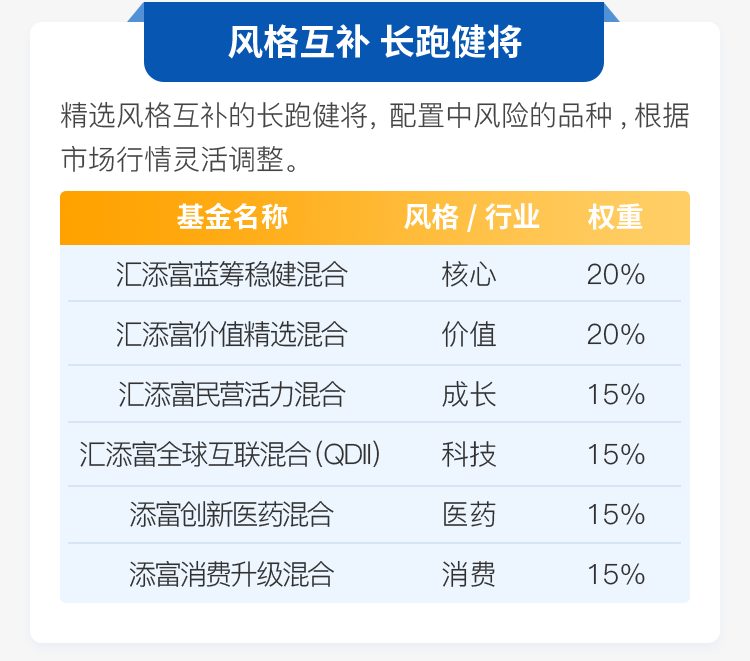 风格互补 长跑健将
精选风格互补的长跑健将, 配置中风险的品种,根据
市场行情灵活调整。
基金名称 风格 / 行业 权重
汇添富蓝筹稳健混合 核心 20%
汇添富价值精选混合 价值 20%
汇添富民营活力混合 成长 15%
汇添富全球互联混合(QDII) 科技 15%
添富创新医药混合 医药 15%
添富消费升级混合 消费 15%